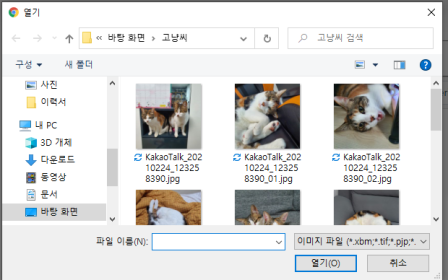 열기
« 바탕 화면 > 고냥씨
고냥씨 검색
구성
새 폴더
사진
이력서
내 PC
3D 개체
다운로드
동영상
문서
바탕 화면
KakaoTalk_20210224_123258390.jpg
KakaoTalk_20210224_123258390_01.jpg
KakaoTalk_20210224_123258390_02.jpg
파일 이름(N):
이미지 파일 (*.xbm;*.tif;*.pjp;*.
열기(O)
취소